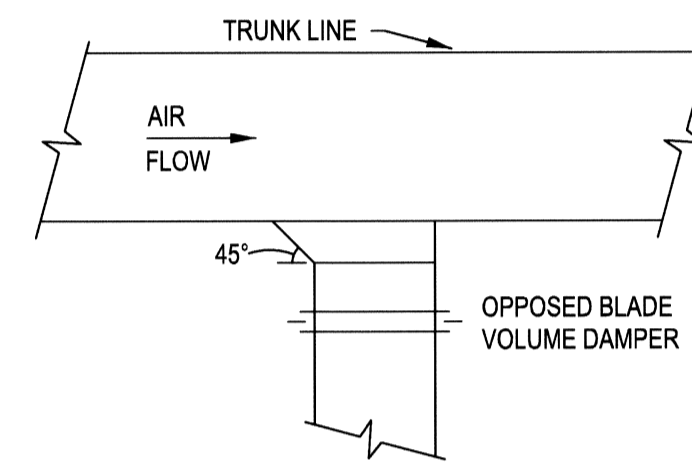 TRUNK LINE
AIR
FLOW
45°
OPPOSED BLADE
VOLUME DAMPER